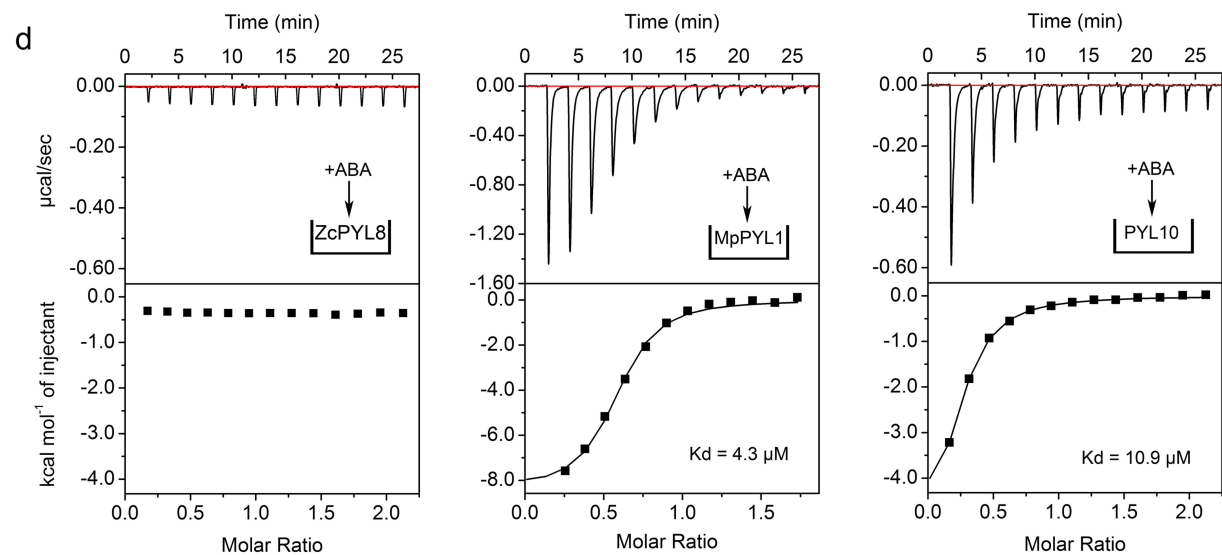 d
Time (min)
0 5 10 15 20 25
0.00
-0.20
-0.40
-0.60
µcal/sec
+ABA
ZcPYL8
0.0
-1.0
-2.0
-3.0
-4.0
kcal mol⁻¹ of injectant
0.0 0.5 1.0 1.5 2.0
Molar Ratio
Time (min)
0 5 10 15 20 25
0.00
-0.40
-0.80
-1.20
-1.60
+ABA
MpPYL1
0.0
-2.0
-4.0
-6.0
-8.0
Kd = 4.3 µM
0.0 0.5 1.0 1.5
Molar Ratio
Time (min)
0 5 10 15 20 25
0.00
-0.20
-0.40
-0.60
+ABA
PYL10
0.0
-1.0
-2.0
-3.0
-4.0
Kd = 10.9 µM
0.0 0.5 1.0 1.5 2.0
Molar Ratio